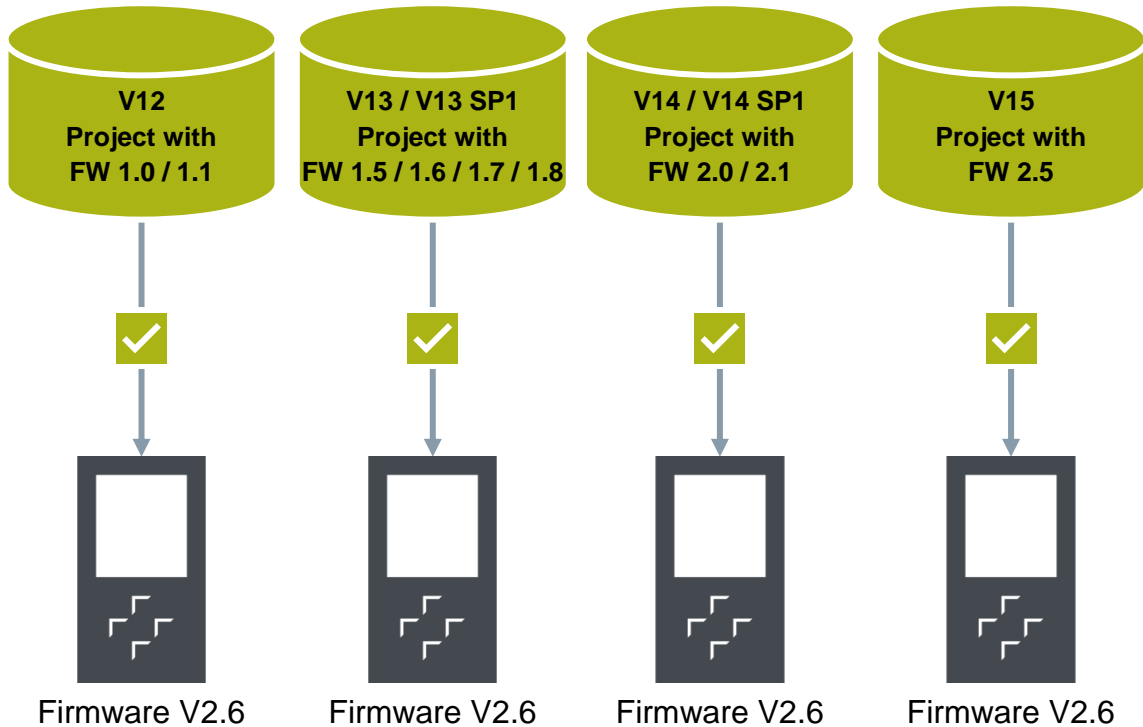 V12
Project with
FW 1.0 / 1.1
V13 / V13 SP1
Project with
FW 1.5 / 1.6 / 1.7 / 1.8
V14 / V14 SP1
Project with
FW 2.0 / 2.1
V15
Project with
FW 2.5
Firmware V2.6
Firmware V2.6
Firmware V2.6
Firmware V2.6